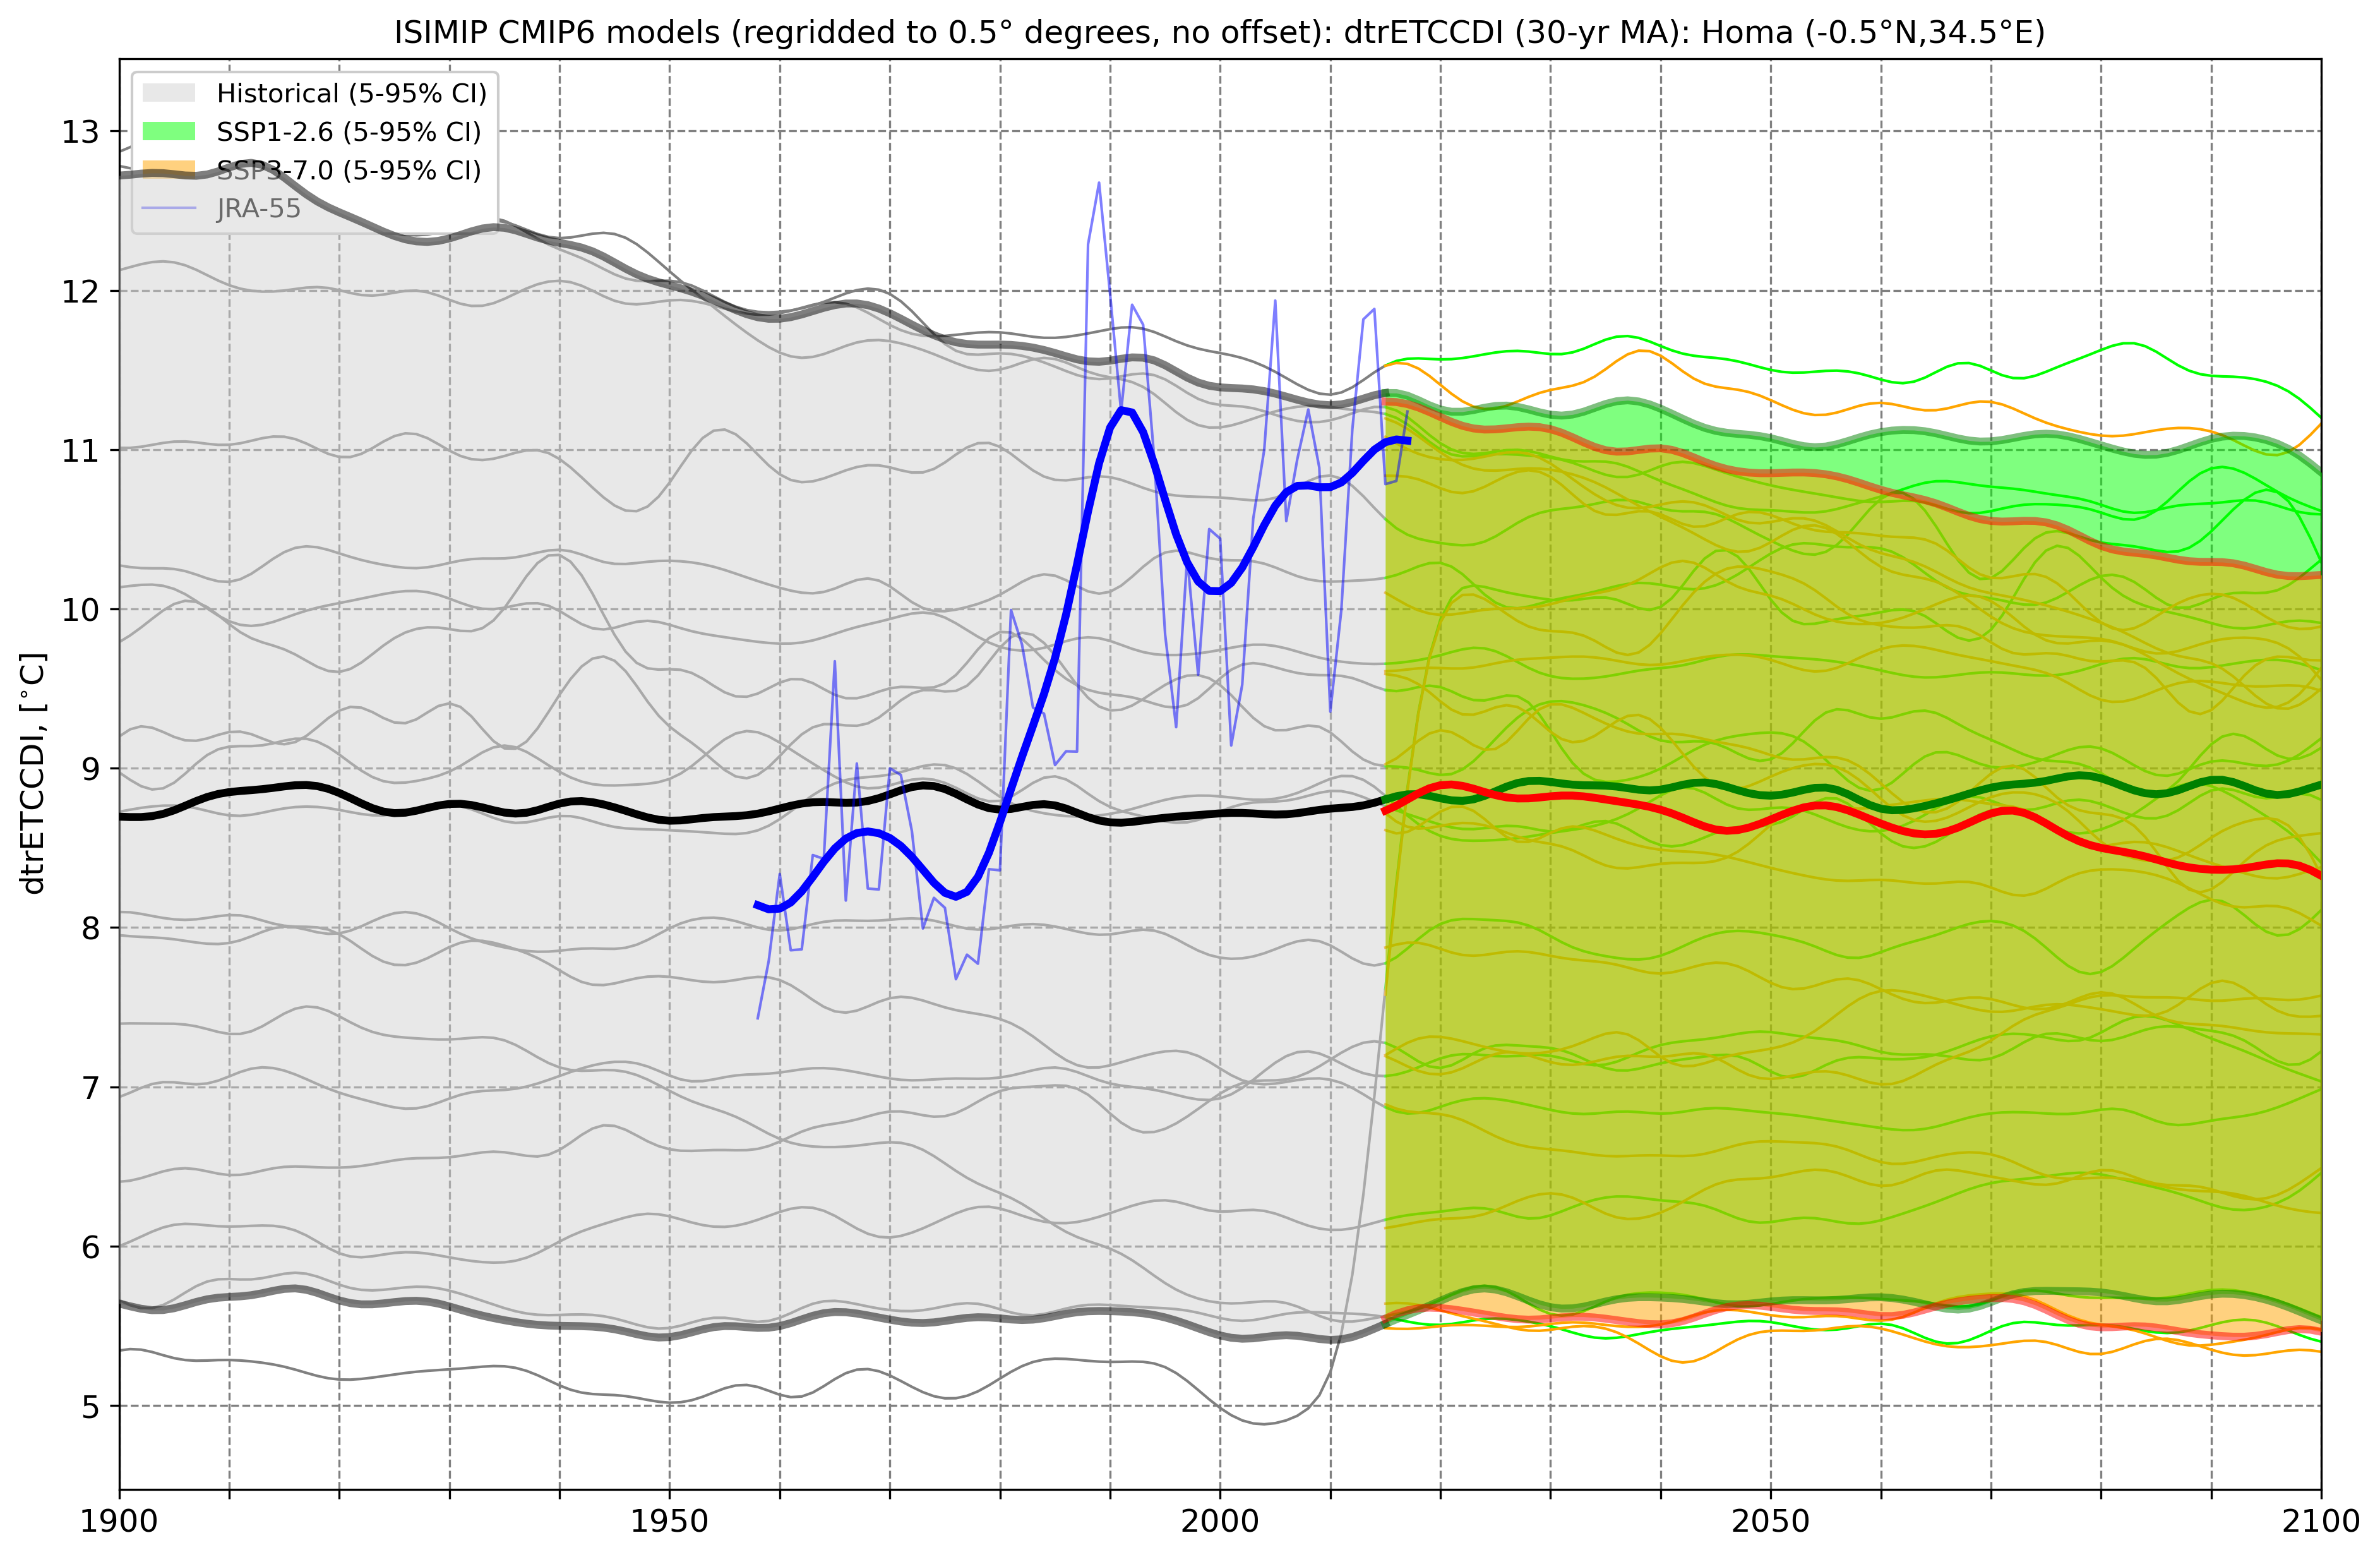 ISIMIP CMIP6 models (regridded to 0.5° degrees, no offset): dtrETCCDI (30-yr MA): Homa (-0.5°N,34.5°E)
Historical (5-95% CI)
SSP1-2.6 (5-95% CI)
SSP3-7.0 (5-95% CI)
JRA-55
dtrETCCDI, [°C]
13
12
11
10
9
8
7
6
5
1900 1950 2000 2050 2100